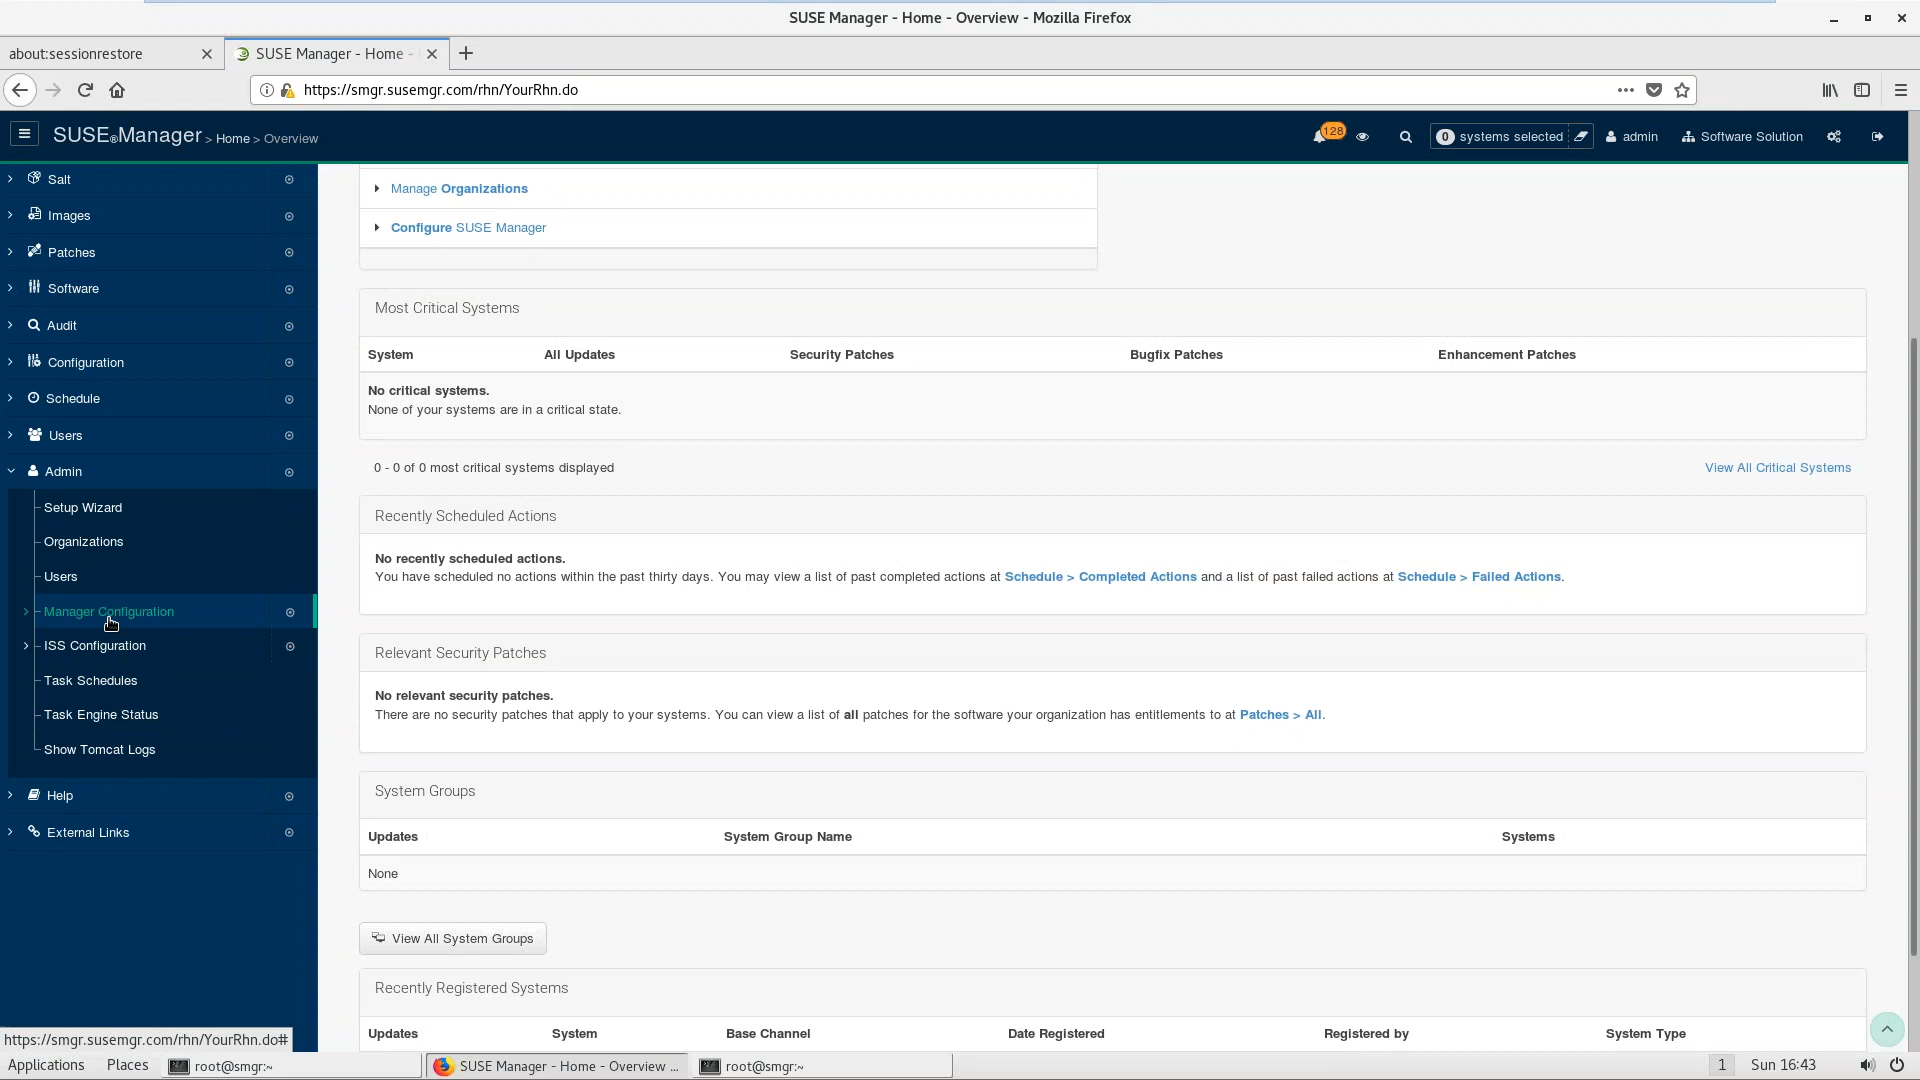 SUSE Manager - Home - Overview - Mozilla Firefox
about:sessionrestore
SUSE Manager - Home -
https://smgr.susemgr.com/rhn/YourRhn.do
SUSE®Manager > Home > Overview
128
0 systems selected
admin
Software Solution
Salt
Images
Patches
Software
Audit
Configuration
Schedule
Users
Admin
Setup Wizard
Organizations
Users
Manager Configuration
ISS Configuration
Task Schedules
Task Engine Status
Show Tomcat Logs
Help
External Links
Manage Organizations
Configure SUSE Manager
Most Critical Systems
System All Updates Security Patches Bugfix Patches Enhancement Patches
No critical systems.
None of your systems are in a critical state.
0 - 0 of 0 most critical systems displayed
View All Critical Systems
Recently Scheduled Actions
No recently scheduled actions.
You have scheduled no actions within the past thirty days. You may view a list of past completed actions at Schedule > Completed Actions and a list of past failed actions at Schedule > Failed Actions.
Relevant Security Patches
No relevant security patches.
There are no security patches that apply to your systems. You can view a list of all patches for the software your organization has entitlements to at Patches > All.
System Groups
Updates System Group Name Systems
None
View All System Groups
Recently Registered Systems
Updates System Base Channel Date Registered Registered by System Type
https://smgr.susemgr.com/rhn/YourRhn.do#
Applications Places root@smgr:~ SUSE Manager - Home - Overview ... root@smgr:~ 1 Sun 16:43